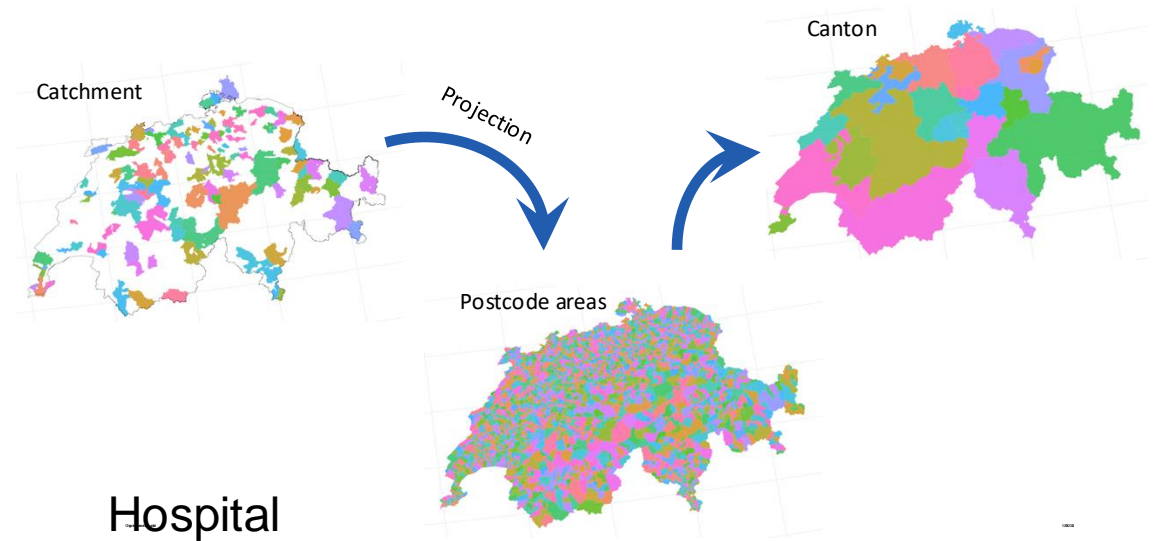 Canton
Catchment
Projection
Postcode areas
Hospital